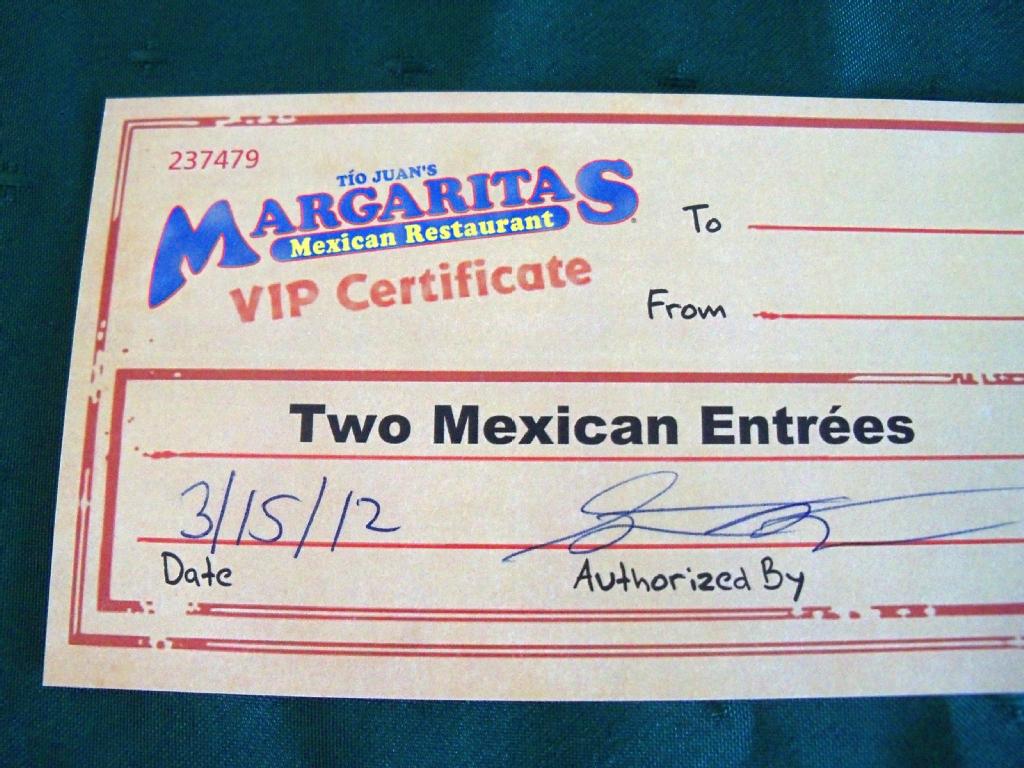 237479
TÍO JUAN'S
MARGARITAS
Mexican Restaurant
VIP Certificate
To
From
Two Mexican Entrées
3/15/12
Date
Authorized By